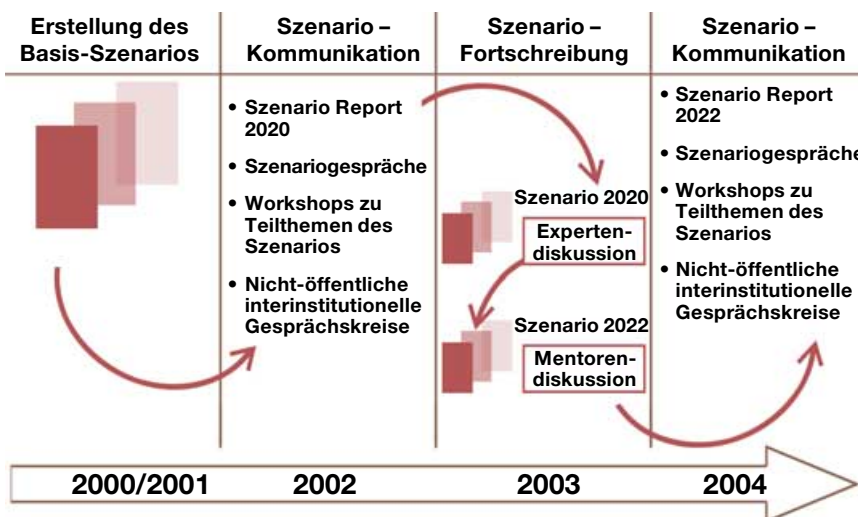 Erstellung des
Basis-Szenarios
Szenario –
Kommunikation
• Szenario Report
2020
• Szenariogespräche
• Workshops zu
Teilthemen des
Szenarios
• Nicht-öffentliche
interinstitutionelle
Gesprächskreise
Szenario –
Fortschreibung
Szenario 2020
Experten-
diskussion
Szenario 2022
Mentoren-
diskussion
Szenario –
Kommunikation
• Szenario Report
2022
• Szenariogespräche
• Workshops zu
Teilthemen des
Szenarios
• Nicht-öffentliche
interinstitutionelle
Gesprächskreise
2000/2001
2002
2003
2004